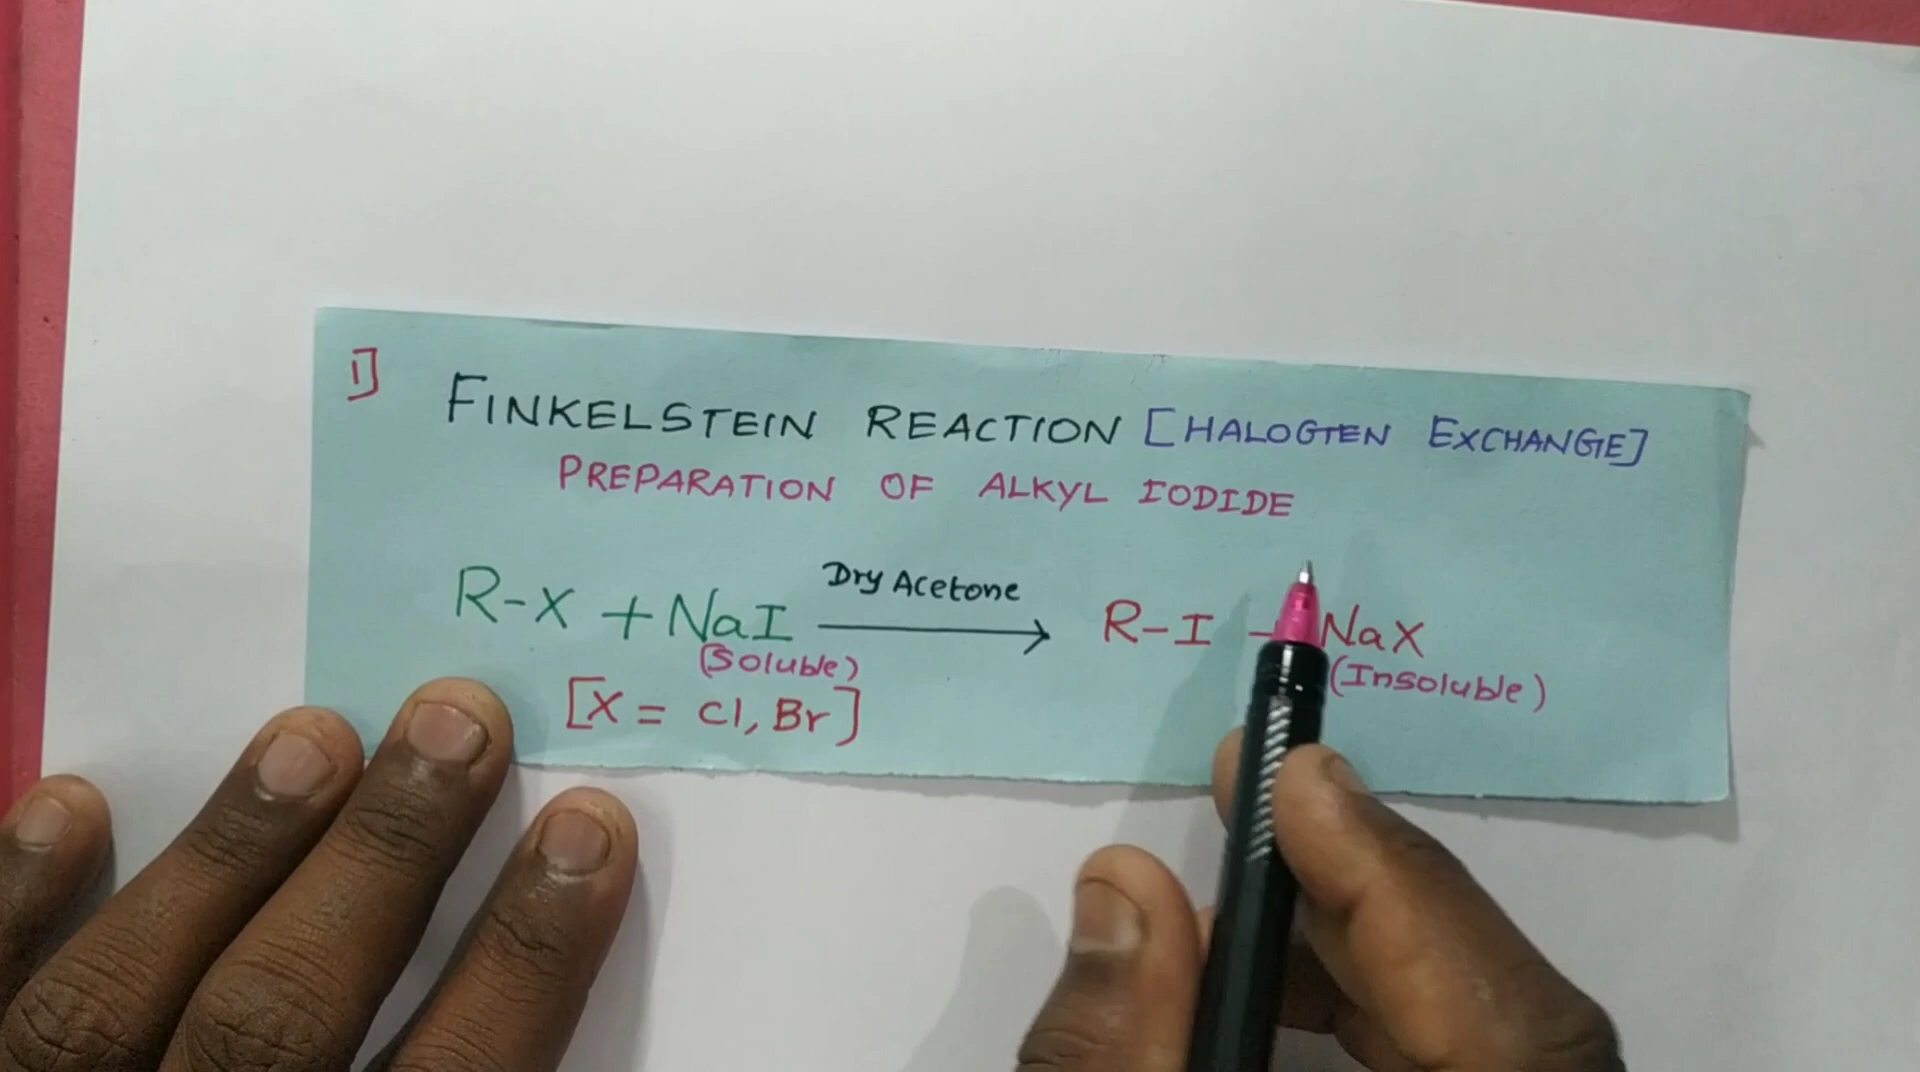 1]
FINKELSTEIN REACTION [HALOGEN EXCHANGE]
PREPARATION OF ALKYL IODIDE
Dry Acetone
R-X + NaI ⟶ R-I + NaX
(Soluble) (Insoluble)
[X = Cl, Br]